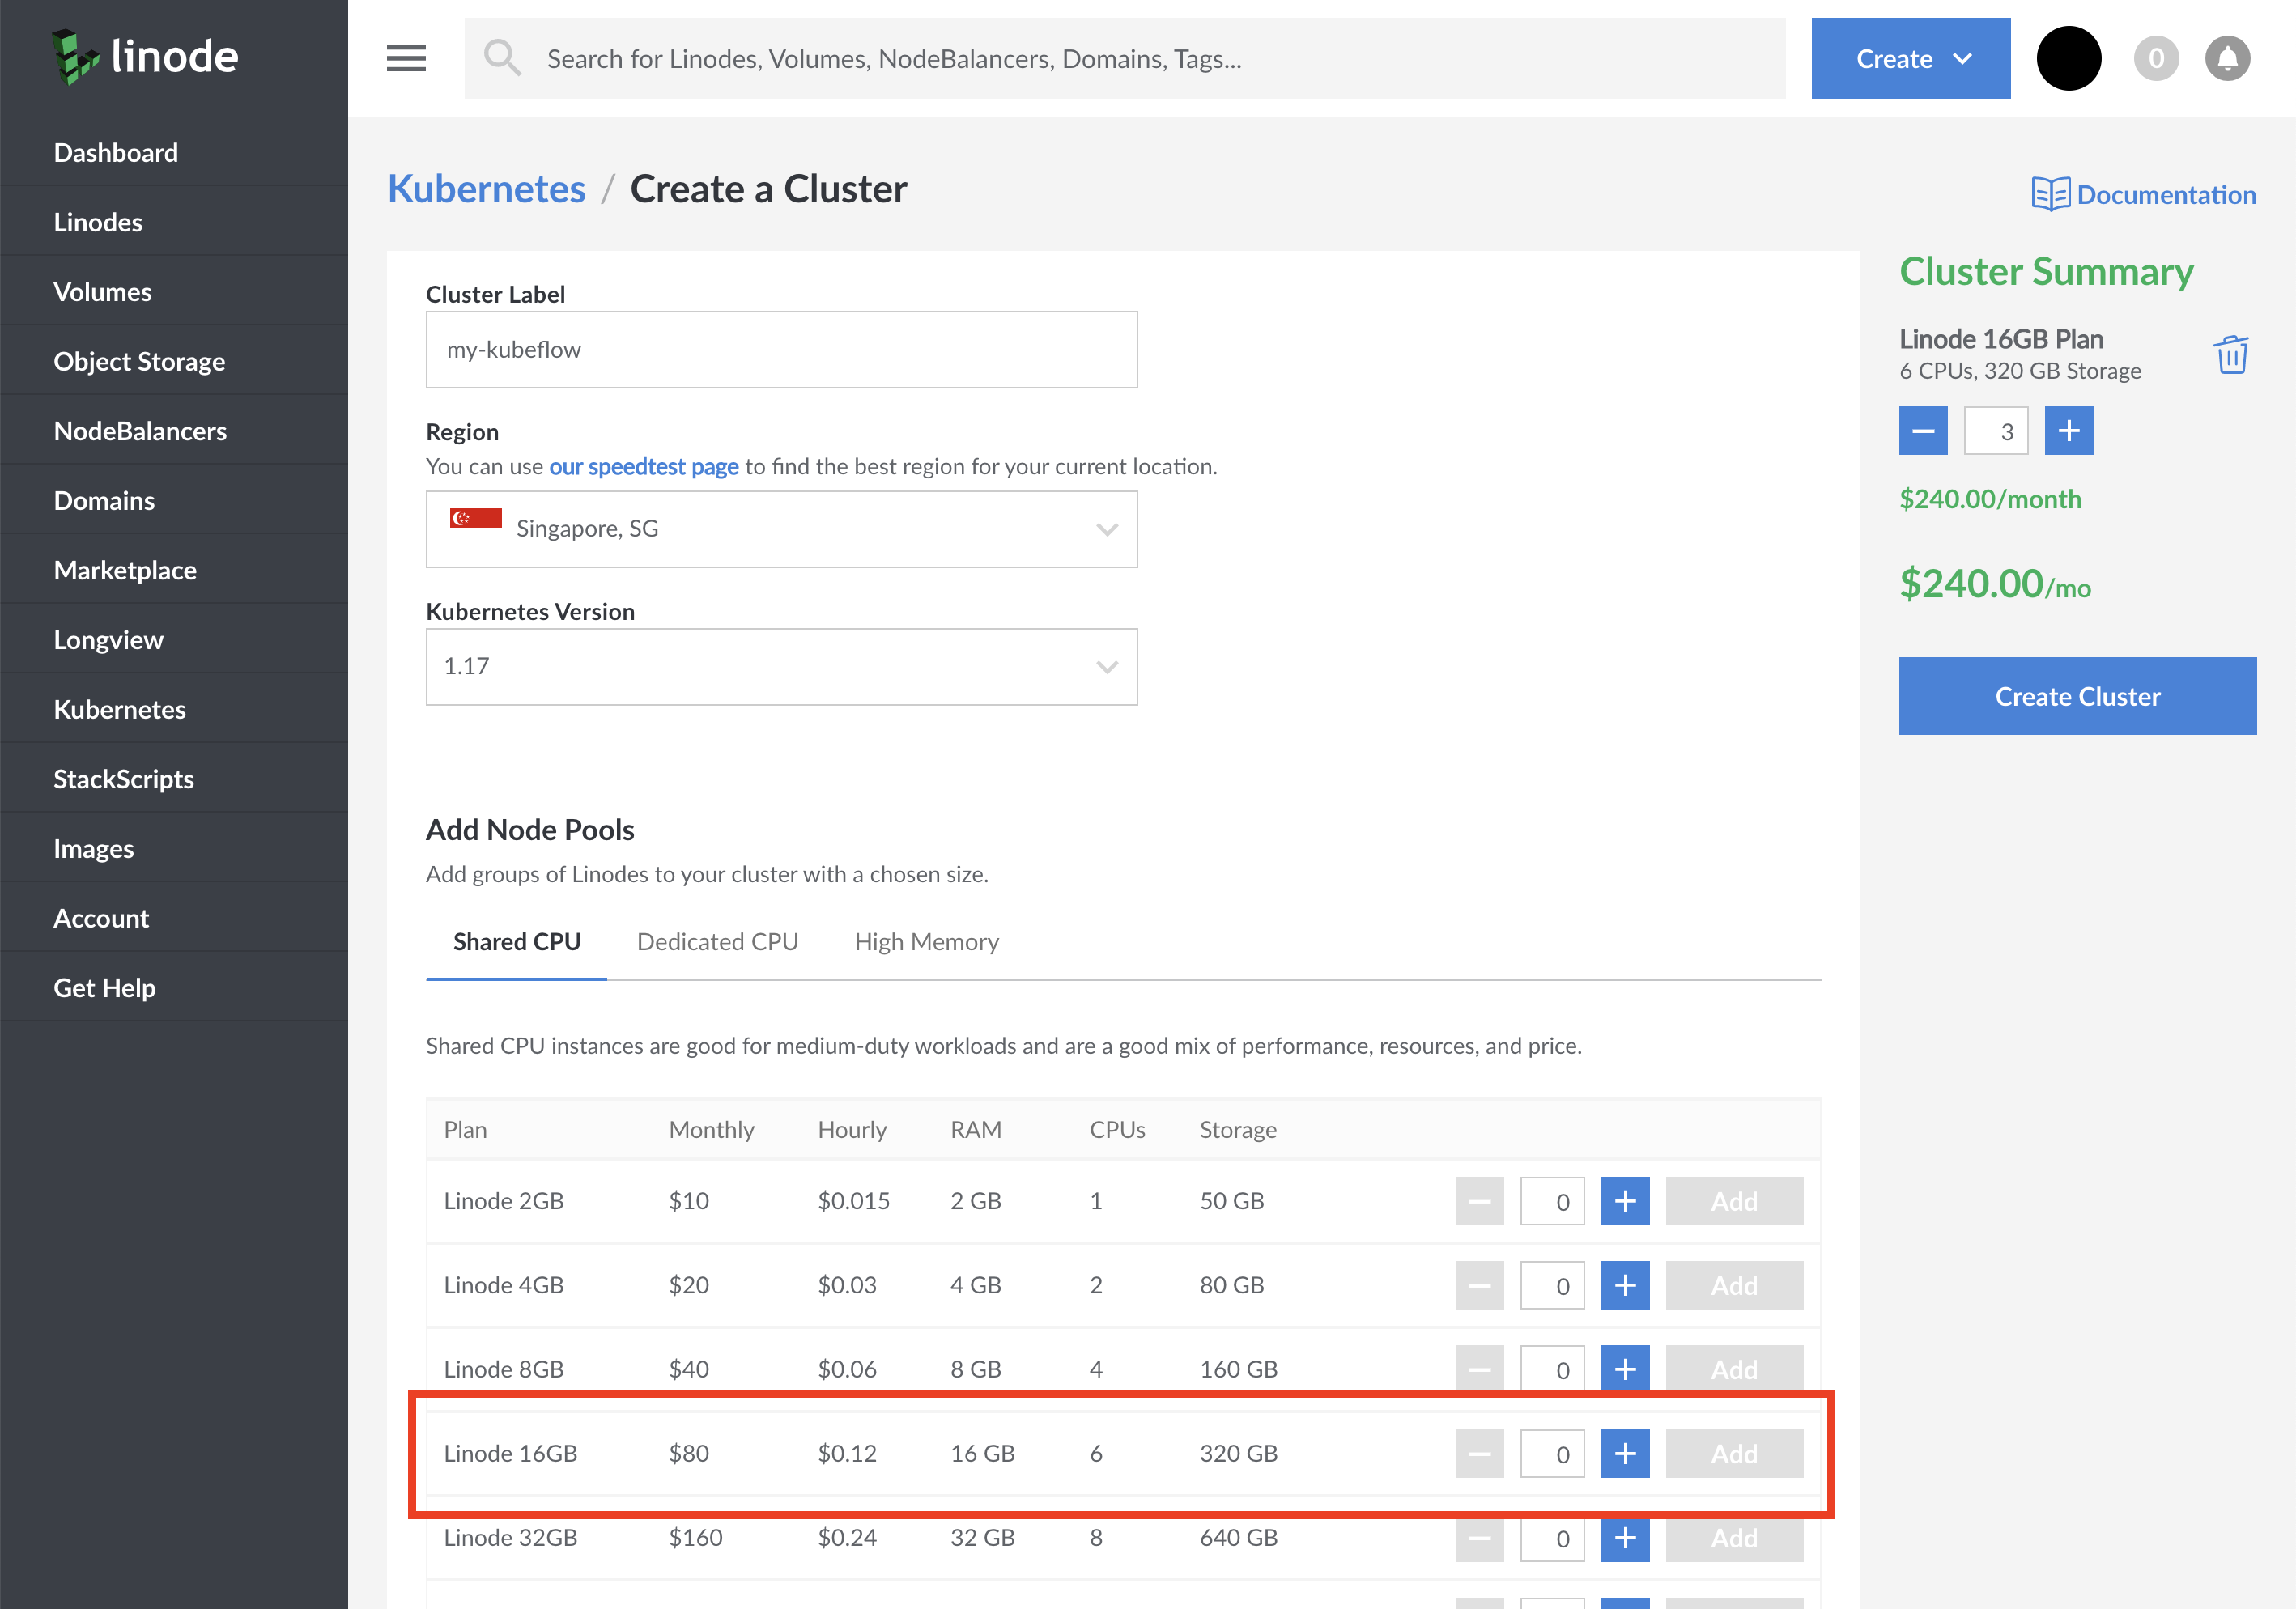 linode
Search for Linodes, Volumes, NodeBalancers, Domains, Tags...
Create
0
Dashboard
Linodes
Volumes
Object Storage
NodeBalancers
Domains
Marketplace
Longview
Kubernetes
StackScripts
Images
Account
Get Help
Kubernetes / Create a Cluster
Documentation
Cluster Label
my-kubeflow
Region
You can use our speedtest page to find the best region for your current location.
Singapore, SG
Kubernetes Version
1.17
Add Node Pools
Add groups of Linodes to your cluster with a chosen size.
Shared CPU Dedicated CPU High Memory
Shared CPU instances are good for medium-duty workloads and are a good mix of performance, resources, and price.
Plan Monthly Hourly RAM CPUs Storage
Linode 2GB $10 $0.015 2 GB 1 50 GB 0 Add
Linode 4GB $20 $0.03 4 GB 2 80 GB 0 Add
Linode 8GB $40 $0.06 8 GB 4 160 GB 0 Add
Linode 16GB $80 $0.12 16 GB 6 320 GB 0 Add
Linode 32GB $160 $0.24 32 GB 8 640 GB 0 Add
Cluster Summary
Linode 16GB Plan
6 CPUs, 320 GB Storage
3
$240.00/month
$240.00/mo
Create Cluster